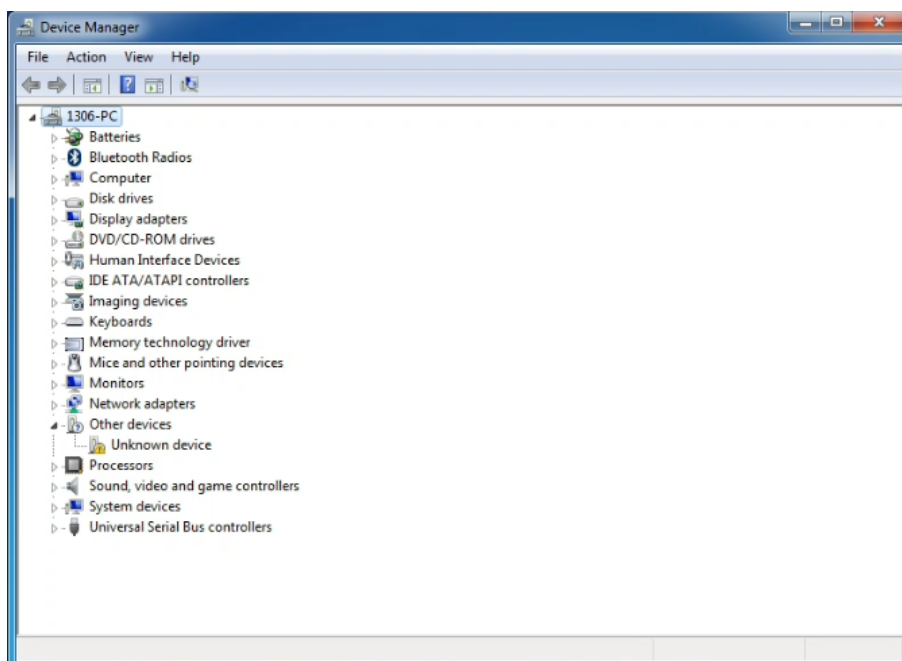 Device Manager
File Action View Help
1306-PC
Batteries
Bluetooth Radios
Computer
Disk drives
Display adapters
DVD/CD-ROM drives
Human Interface Devices
IDE ATA/ATAPI controllers
Imaging devices
Keyboards
Memory technology driver
Mice and other pointing devices
Monitors
Network adapters
Other devices
Unknown device
Processors
Sound, video and game controllers
System devices
Universal Serial Bus controllers